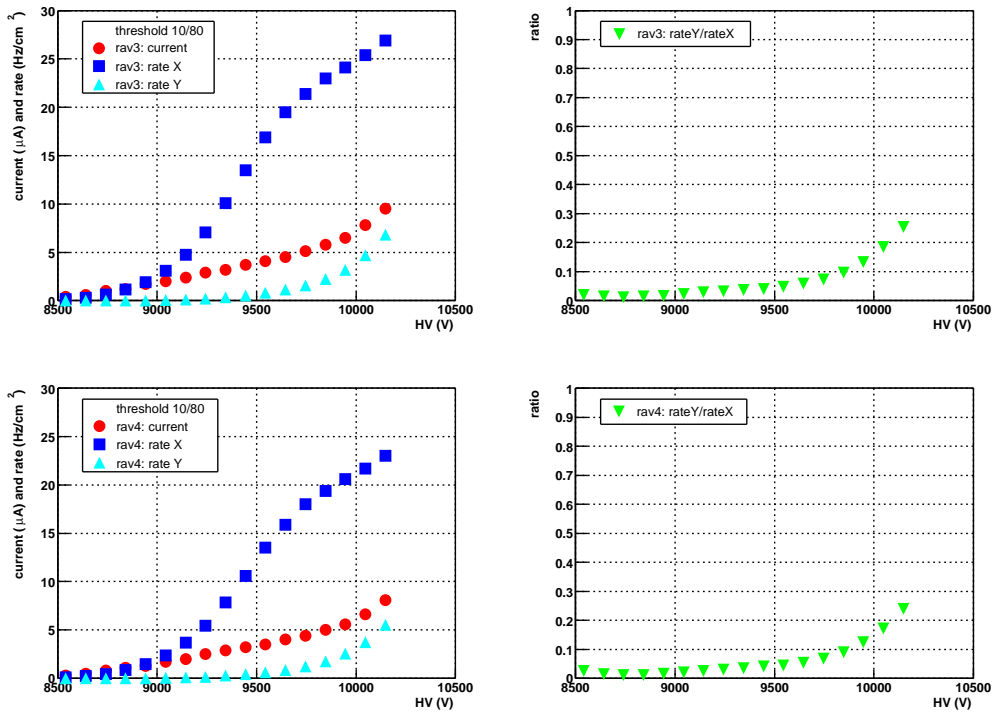 current (μA) and rate (Hz/cm²)
30
25
20
15
10
5
0
threshold 10/80
rav3: current
rav3: rate X
rav3: rate Y
8500 9000 9500 10000 10500
HV (V)
ratio
1
0.9
0.8
0.7
0.6
0.5
0.4
0.3
0.2
0.1
0
rav3: rateY/rateX
8500 9000 9500 10000 10500
HV (V)
current (μA) and rate (Hz/cm²)
30
25
20
15
10
5
0
threshold 10/80
rav4: current
rav4: rate X
rav4: rate Y
8500 9000 9500 10000 10500
HV (V)
ratio
1
0.9
0.8
0.7
0.6
0.5
0.4
0.3
0.2
0.1
0
rav4: rateY/rateX
8500 9000 9500 10000 10500
HV (V)